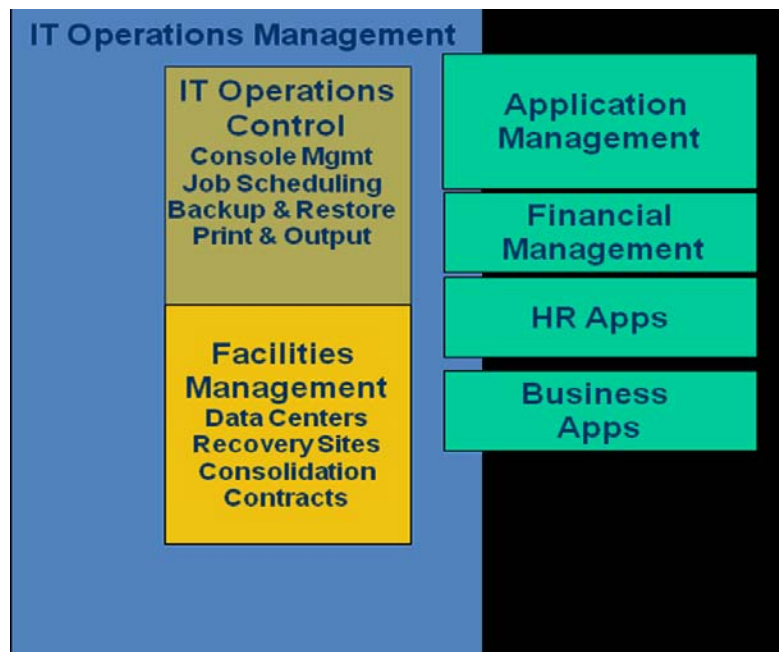 IT Operations Management
IT Operations
Control
Console Mgmt
Job Scheduling
Backup & Restore
Print & Output
Facilities
Management
Data Centers
Recovery Sites
Consolidation
Contracts
Application
Management
Financial
Management
HR Apps
Business
Apps